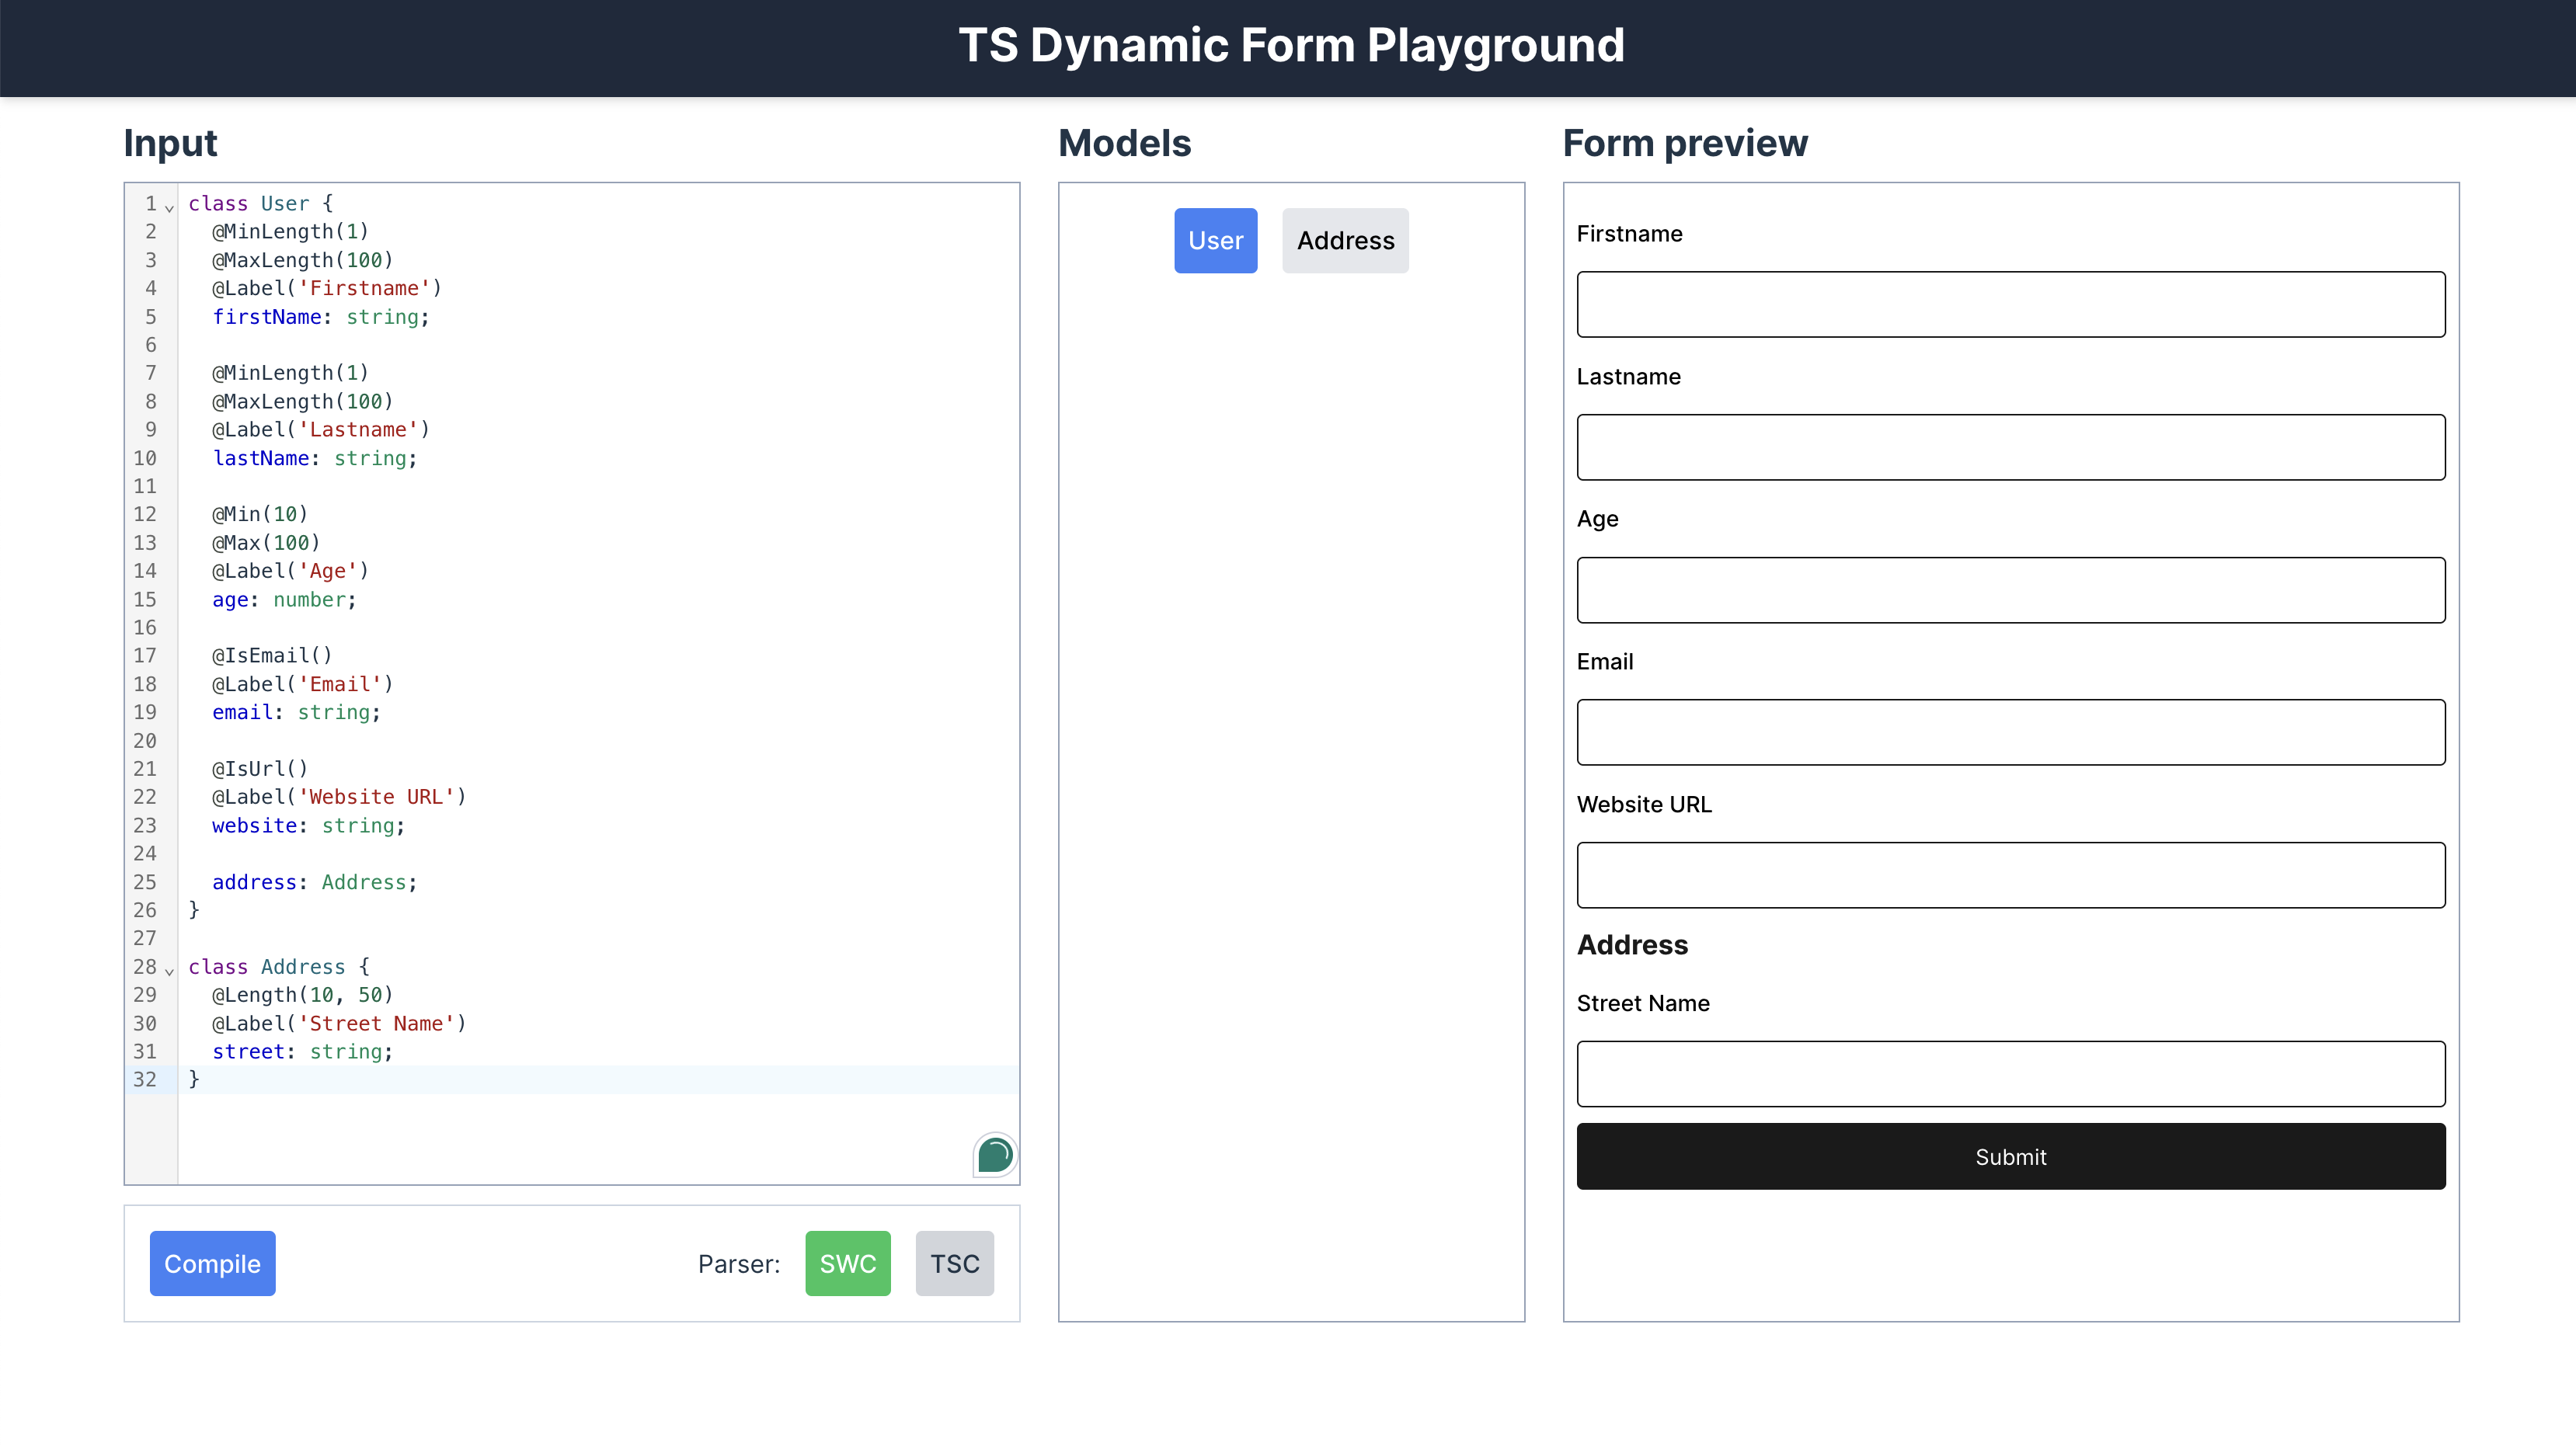 TS Dynamic Form Playground
Input
1 class User {
2 @MinLength(1)
3 @MaxLength(100)
4 @Label('Firstname')
5 firstName: string;
6
7 @MinLength(1)
8 @MaxLength(100)
9 @Label('Lastname')
10 lastName: string;
11
12 @Min(10)
13 @Max(100)
14 @Label('Age')
15 age: number;
16
17 @IsEmail()
18 @Label('Email')
19 email: string;
20
21 @IsUrl()
22 @Label('Website URL')
23 website: string;
24
25 address: Address;
26 }
27
28 class Address {
29 @Length(10, 50)
30 @Label('Street Name')
31 street: string;
32 }
Compile
Parser:
SWC
TSC
Models
User
Address
Form preview
Firstname
Lastname
Age
Email
Website URL
Address
Street Name
Submit